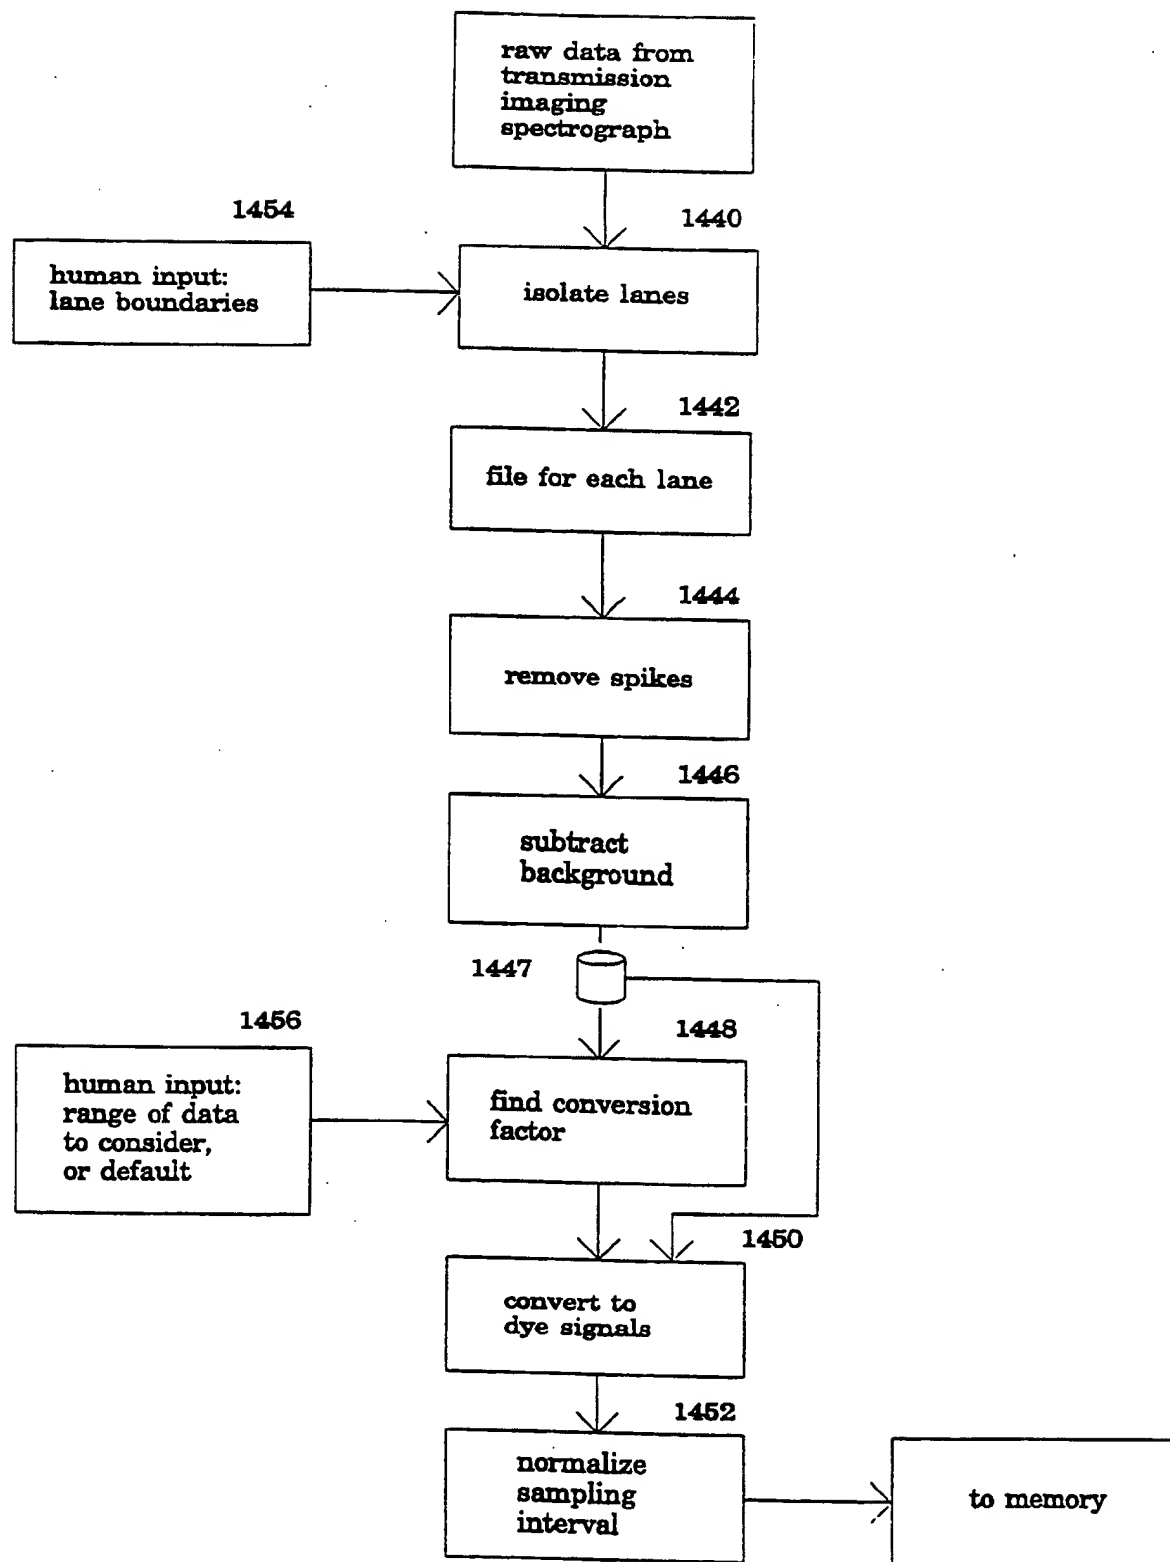 raw data from
transmission
imaging
spectrograph
1454
1440
human input:
lane boundaries
isolate lanes
1442
file for each lane
1444
remove spikes
1446
subtract
background
1447
1456
1448
human input:
range of data
to consider,
or default
find conversion
factor
1450
convert to
dye signals
1452
normalize
sampling
interval
to memory